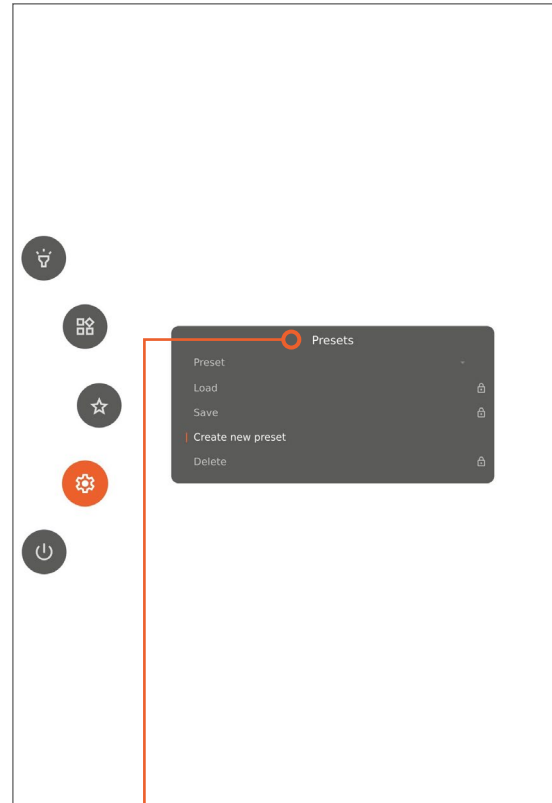 Presets
Preset
-
Load
Save
Create new preset
Delete